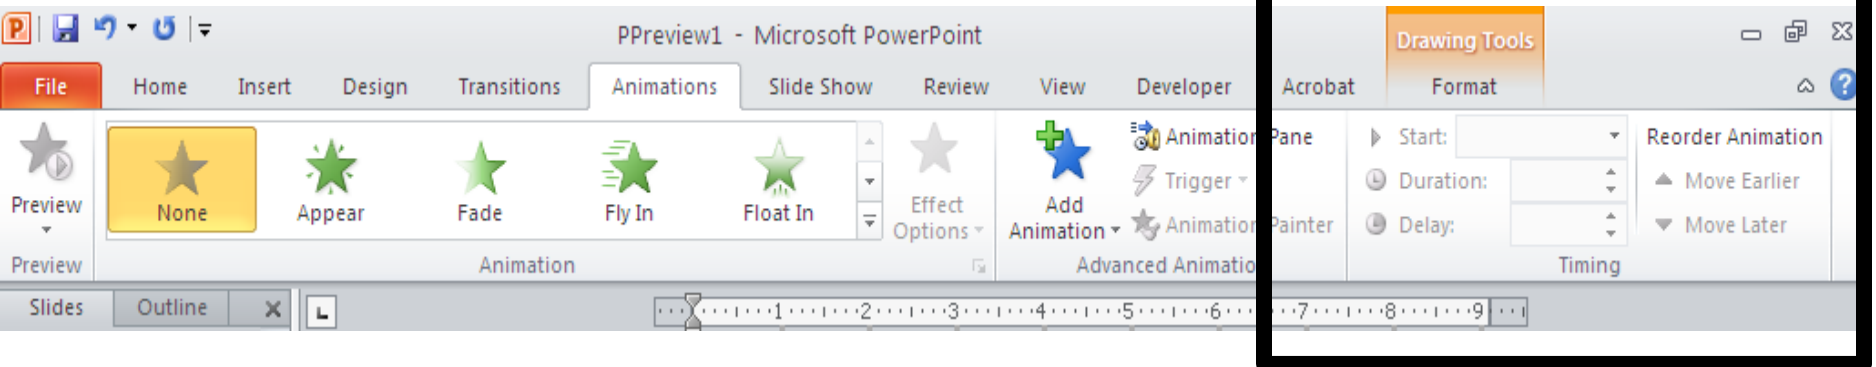 P PPreview1 - Microsoft PowerPoint Drawing Tools
File Home Insert Design Transitions Animations Slide Show Review View Developer Acrobat Format ?
Preview
None Appear Fade Fly In Float In
Effect Options
Add Animation
Animation Pane
Trigger
Animation Painter
Start:
Duration:
Delay:
Reorder Animation
Move Earlier
Move Later
Preview Animation Advanced Animatio Timing
Slides Outline L 1 2 3 4 5 6 7 8 9